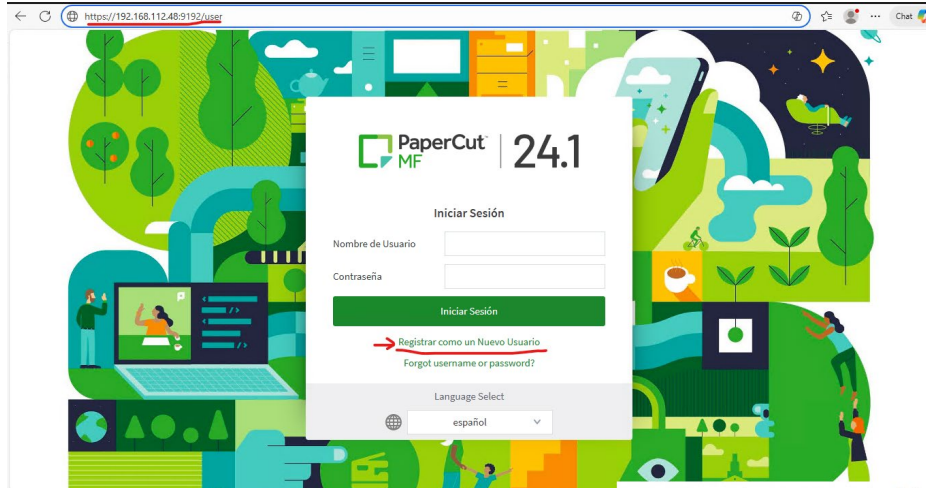 https://192.168.112.48:9192/user
Chat
PaperCut™ MF | 24.1
Iniciar Sesión
Nombre de Usuario
Contraseña
Iniciar Sesión
Registrar como un Nuevo Usuario
Forgot username or password?
Language Select
español